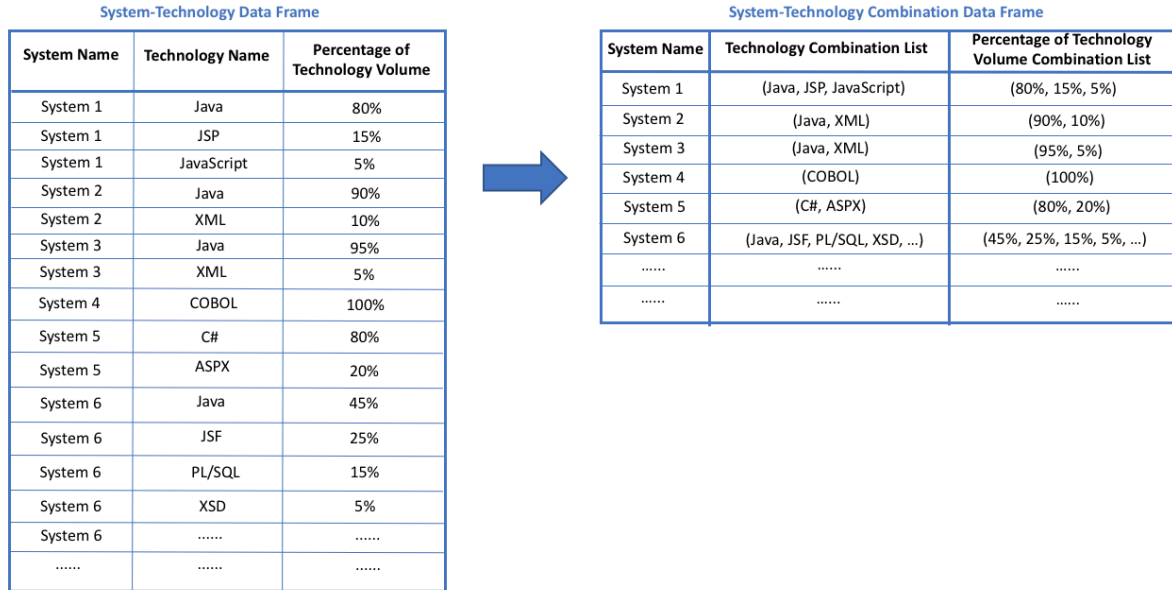 System-Technology Data Frame
System Name Technology Name Percentage of Technology Volume
System 1 Java 80%
System 1 JSP 15%
System 1 JavaScript 5%
System 2 Java 90%
System 2 XML 10%
System 3 Java 95%
System 3 XML 5%
System 4 COBOL 100%
System 5 C# 80%
System 5 ASPX 20%
System 6 Java 45%
System 6 JSF 25%
System 6 PL/SQL 15%
System 6 XSD 5%
System 6 ...... ......
...... ...... ......
System-Technology Combination Data Frame
System Name Technology Combination List Percentage of Technology Volume Combination List
System 1 (Java, JSP, JavaScript) (80%, 15%, 5%)
System 2 (Java, XML) (90%, 10%)
System 3 (Java, XML) (95%, 5%)
System 4 (COBOL) (100%)
System 5 (C#, ASPX) (80%, 20%)
System 6 (Java, JSF, PL/SQL, XSD, ...) (45%, 25%, 15%, 5%, ...)
...... ...... ......
...... ...... ......